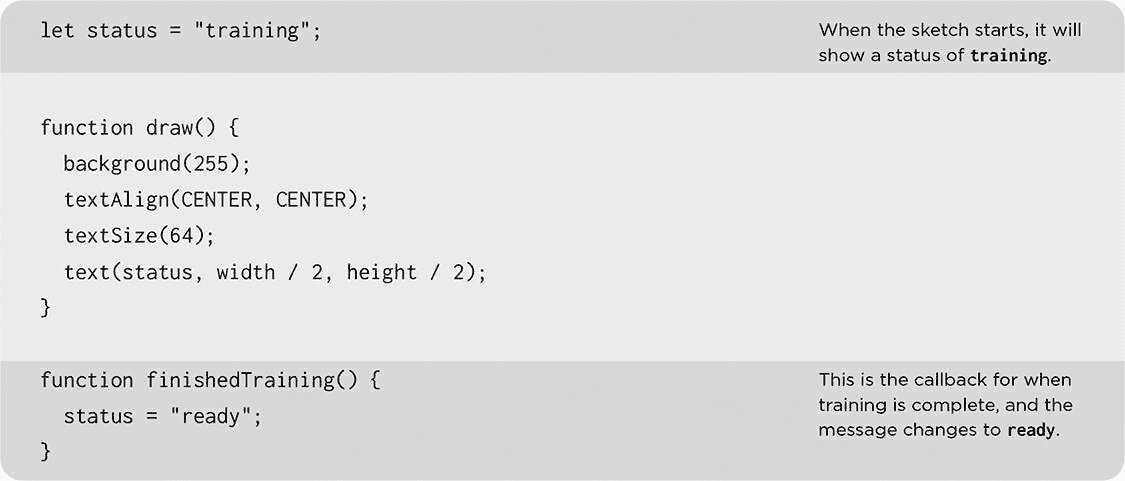 let status = "training";
When the sketch starts, it will
show a status of training.
function draw() {
background(255);
textAlign(CENTER, CENTER);
textSize(64);
text(status, width / 2, height / 2);
}
function finishedTraining() {
status = "ready";
}
This is the callback for when
training is complete, and the
message changes to ready.